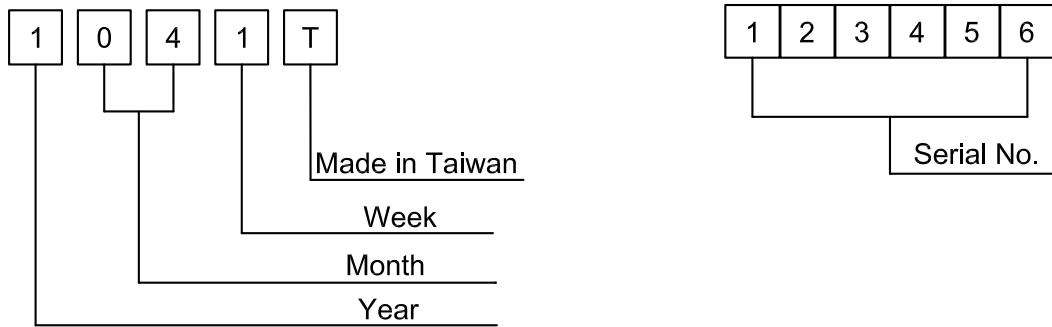 1 0 4 1 T
1 2 3 4 5 6
Made in Taiwan
Serial No.
Week
Month
Year